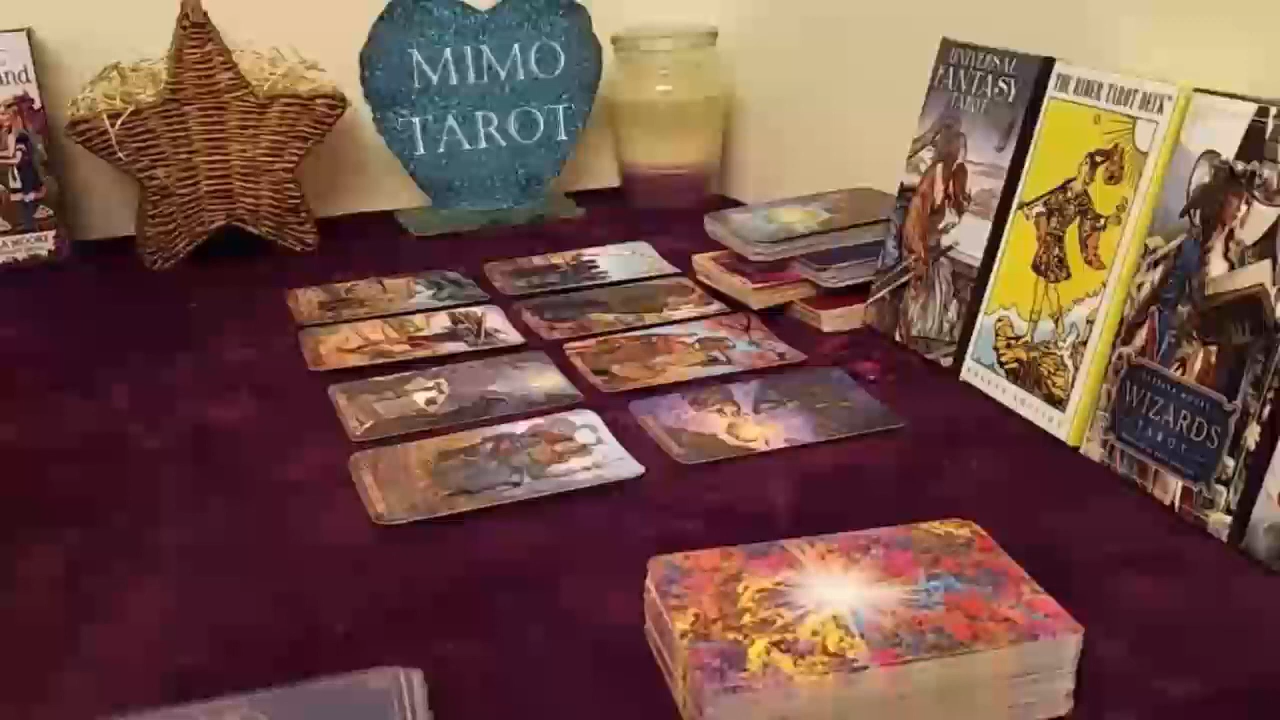 MIMO
TAROT
UNIVERSAL
FANTASY
TAROT
THE RIDER TAROT DECK
WIZARDS
TAROT